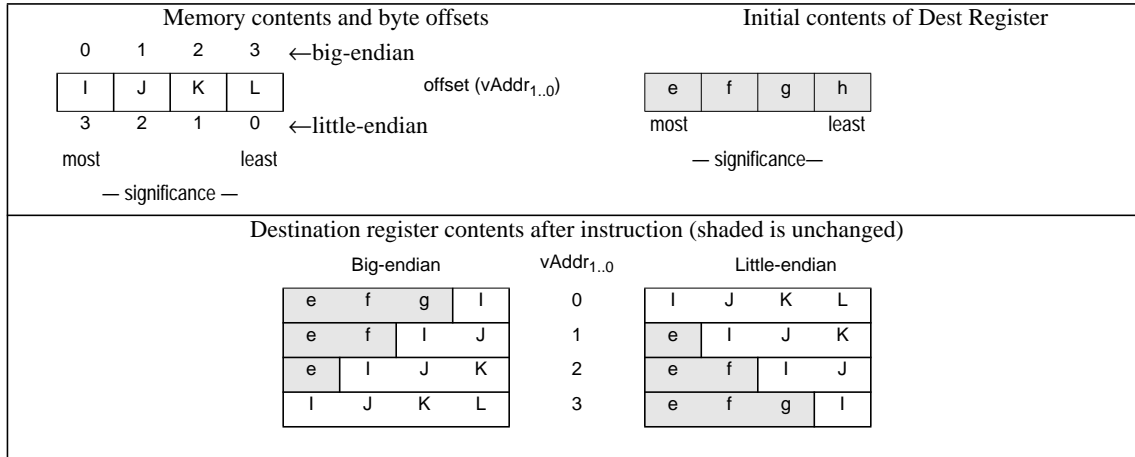 Memory contents and byte offsets Initial contents of Dest Register
0 1 2 3 ←big-endian
I J K L offset (vAddr1..0) e f g h
3 2 1 0 ←little-endian most least
most least — significance—
— significance —
Destination register contents after instruction (shaded is unchanged)
Big-endian vAddr1..0 Little-endian
e f g I 0 I J K L
e f I J 1 e I J K
e I J K 2 e f I J
I J K L 3 e f g I